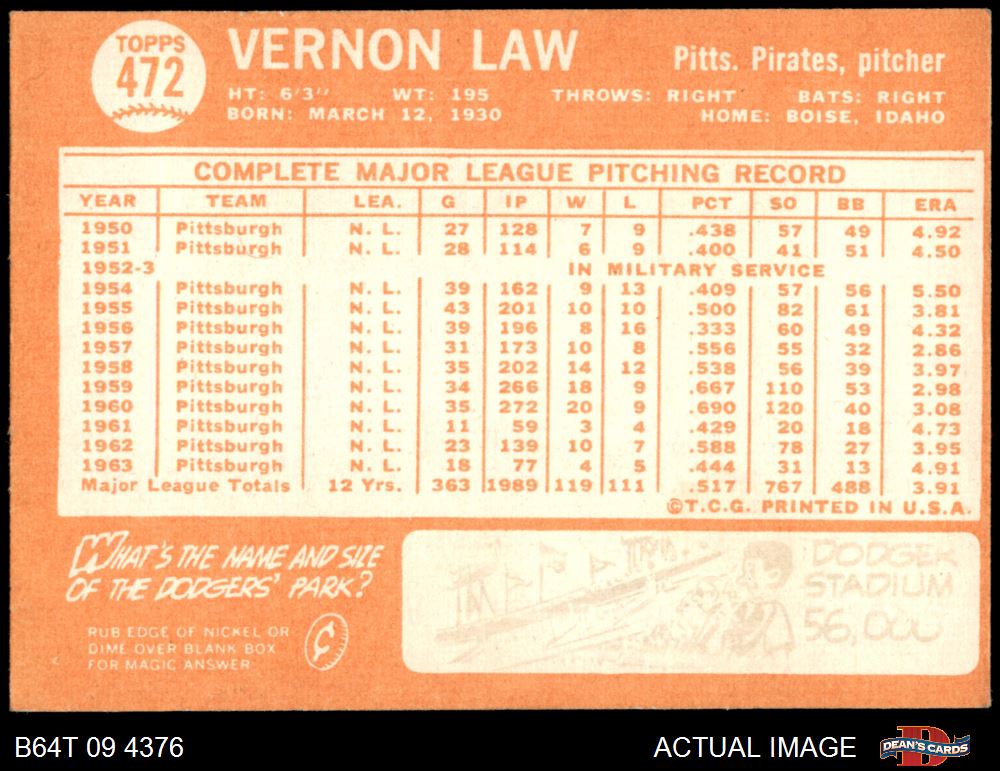 TOPPS
472
VERNON LAW
Pitts. Pirates, pitcher
HT: 6'3" WT: 195 THROWS: RIGHT BATS: RIGHT
BORN: MARCH 12, 1930 HOME: BOISE, IDAHO
COMPLETE MAJOR LEAGUE PITCHING RECORD
YEAR TEAM LEA. G IP W L PCT SO BB ERA
1950 Pittsburgh N. L. 27 128 7 9 .438 57 49 4.92
1951 Pittsburgh N. L. 28 114 6 9 .400 41 51 4.50
1952-3 IN MILITARY SERVICE
1954 Pittsburgh N. L. 39 162 9 13 .409 57 56 5.50
1955 Pittsburgh N. L. 43 201 10 10 .500 82 61 3.81
1956 Pittsburgh N. L. 39 196 8 16 .333 60 49 4.32
1957 Pittsburgh N. L. 31 173 10 8 .556 55 32 2.86
1958 Pittsburgh N. L. 35 202 14 12 .538 56 39 3.97
1959 Pittsburgh N. L. 34 266 18 9 .667 110 53 2.98
1960 Pittsburgh N. L. 35 272 20 9 .690 120 40 3.08
1961 Pittsburgh N. L. 11 59 3 4 .429 20 18 4.73
1962 Pittsburgh N. L. 23 139 10 7 .588 78 27 3.95
1963 Pittsburgh N. L. 18 77 4 5 .444 31 13 4.91
Major League Totals 12 Yrs. 363 1989 119 111 .517 767 488 3.91
©T.C.G. PRINTED IN U.S.A.
WHAT'S THE NAME AND SIZE
OF THE DODGERS' PARK?
RUB EDGE OF NICKEL OR
DIME OVER BLANK BOX
FOR MAGIC ANSWER
DODGER
STADIUM
56,000
B64T 09 4376
ACTUAL IMAGE
DEAN'S CARDS